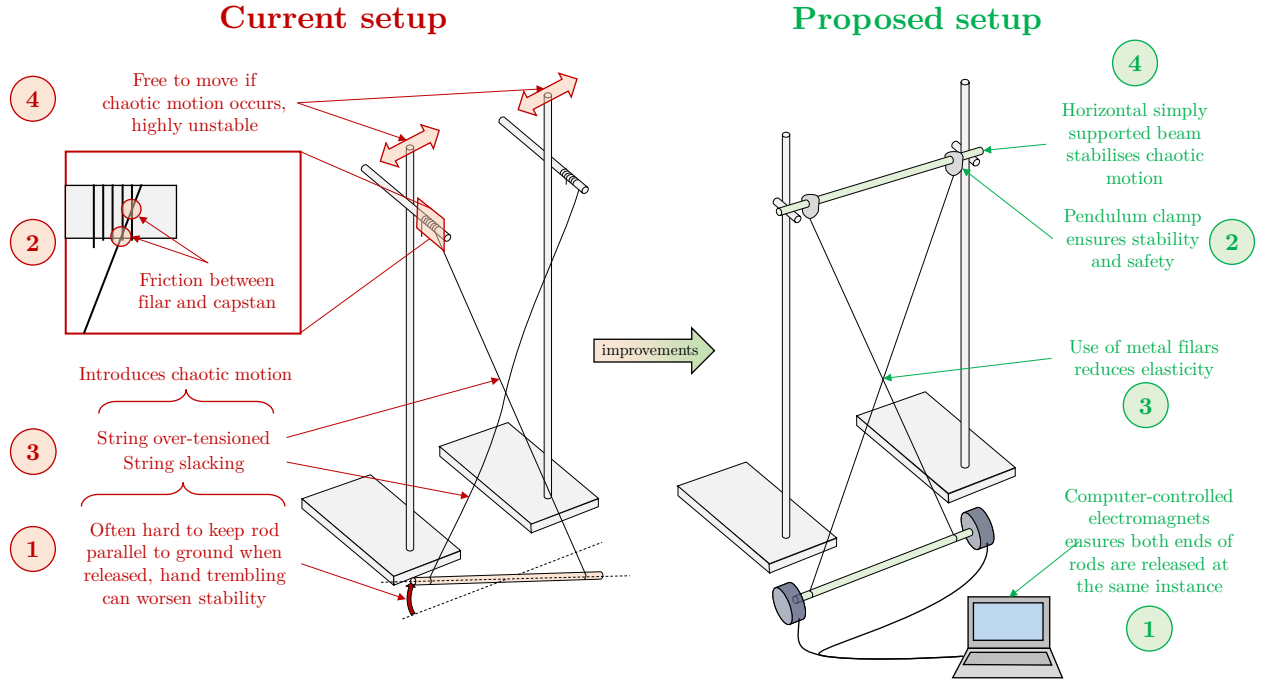 Current setup
4
Free to move if
chaotic motion occurs,
highly unstable
2
Friction between
filar and capstan
Introduces chaotic motion
3
String over-tensioned
String slacking
1
Often hard to keep rod
parallel to ground when
released, hand trembling
can worsen stability
improvements
Proposed setup
4
Horizontal simply
supported beam
stabilises chaotic
motion
Pendulum clamp
ensures stability
and safety
2
Use of metal filars
reduces elasticity
3
Computer-controlled
electromagnets
ensures both ends of
rods are released at
the same instance
1